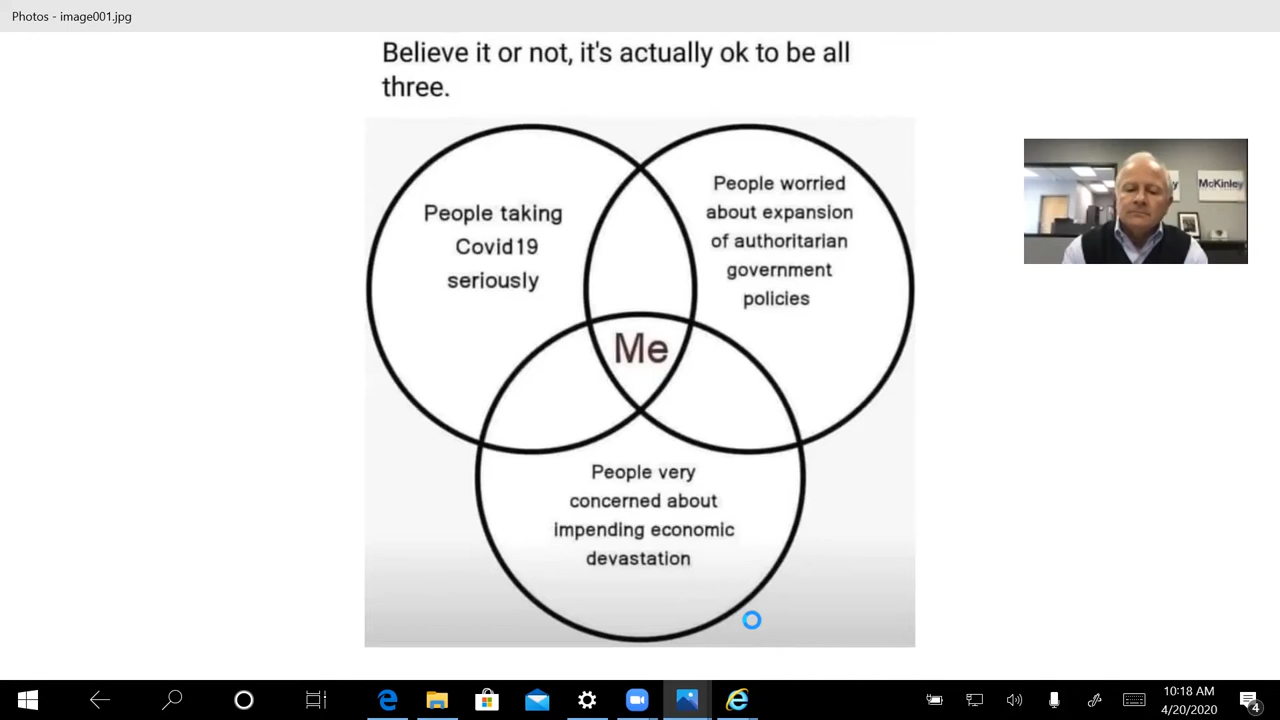 Photos - image001.jpg
Believe it or not, it's actually ok to be all
three.
People taking
Covid19
seriously
People worried
about expansion
of authoritarian
government
policies
Me
People very
concerned about
impending economic
devastation
McKinley
10:18 AM
4/20/2020
4